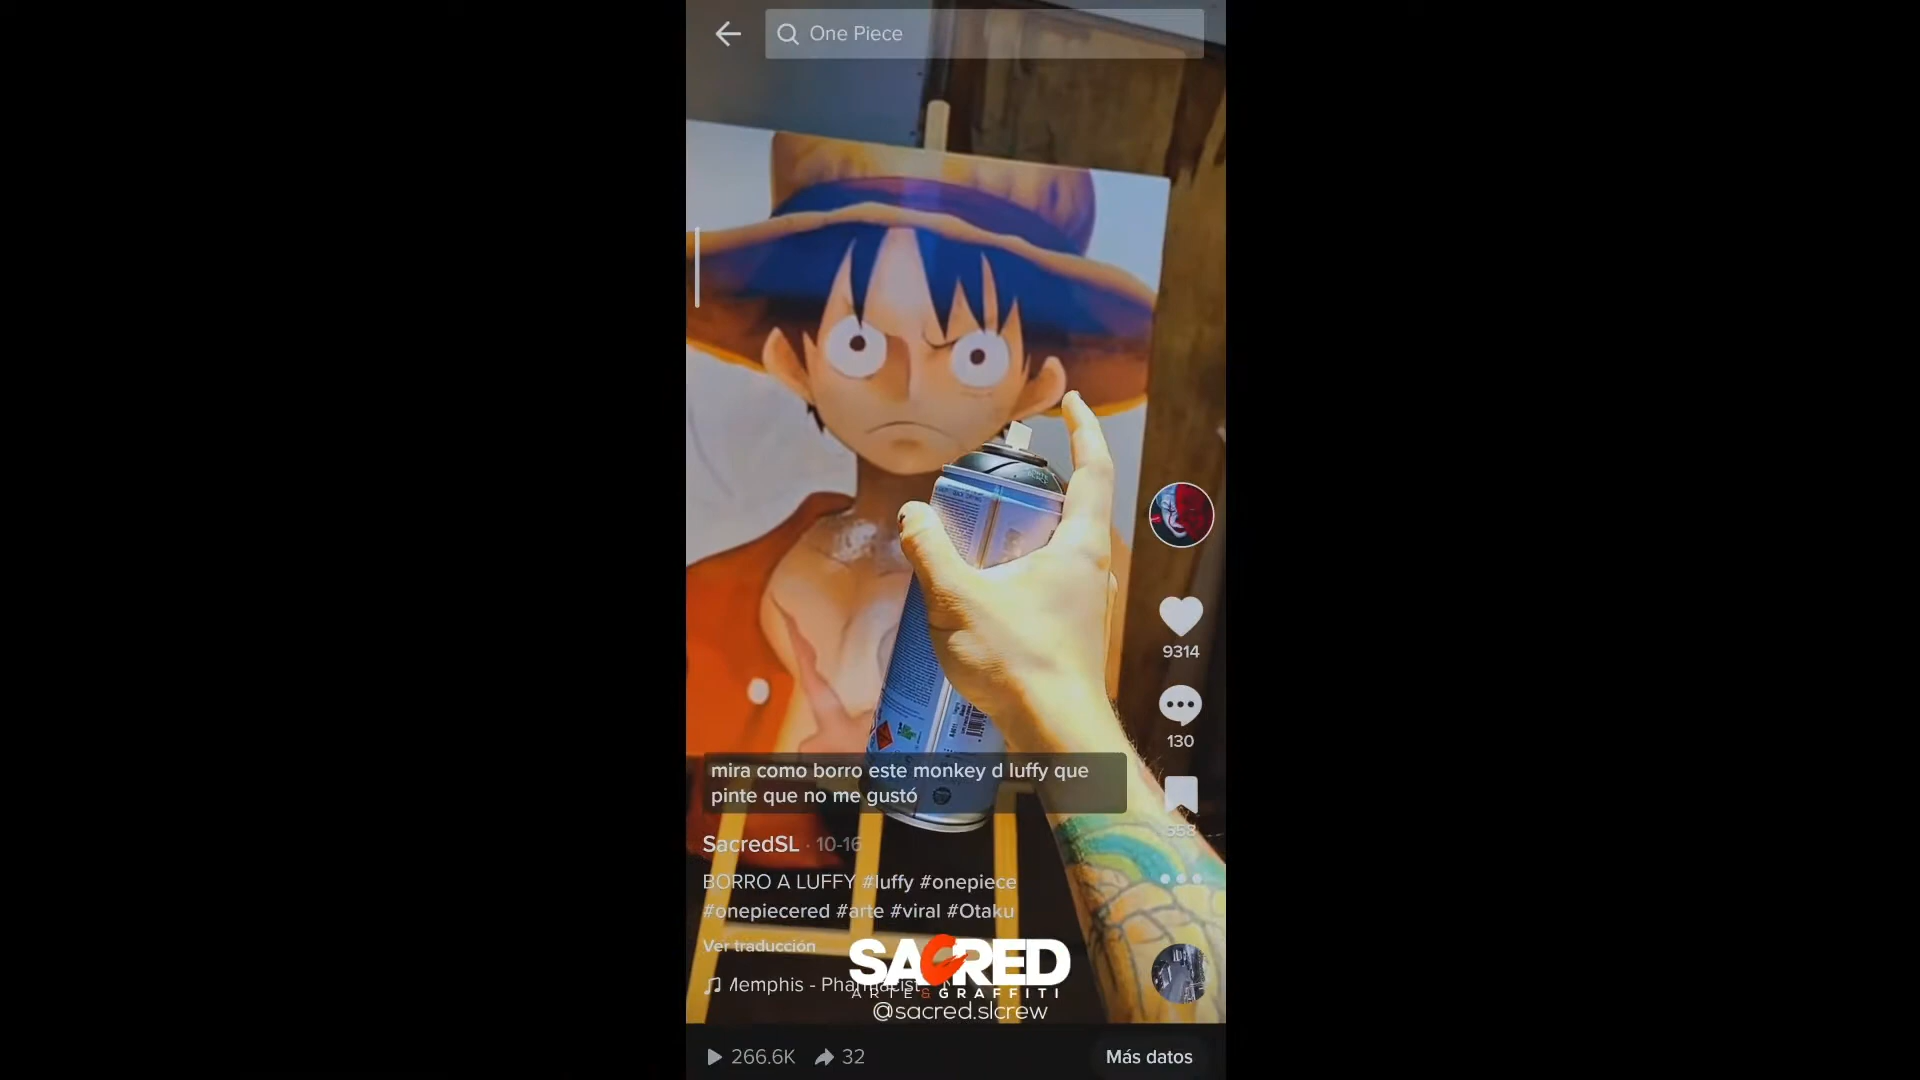 One Piece
9314
130
558
mira como borro este monkey d luffy que
pinte que no me gustó
SacredSL · 10-16
BORRO A LUFFY #luffy #onepiece
#onepiecered #arte #viral #Otaku
Ver traducción
SACRED
ARTE&GRAFFITI
@sacred.slcrew
266.6K
32
Más datos